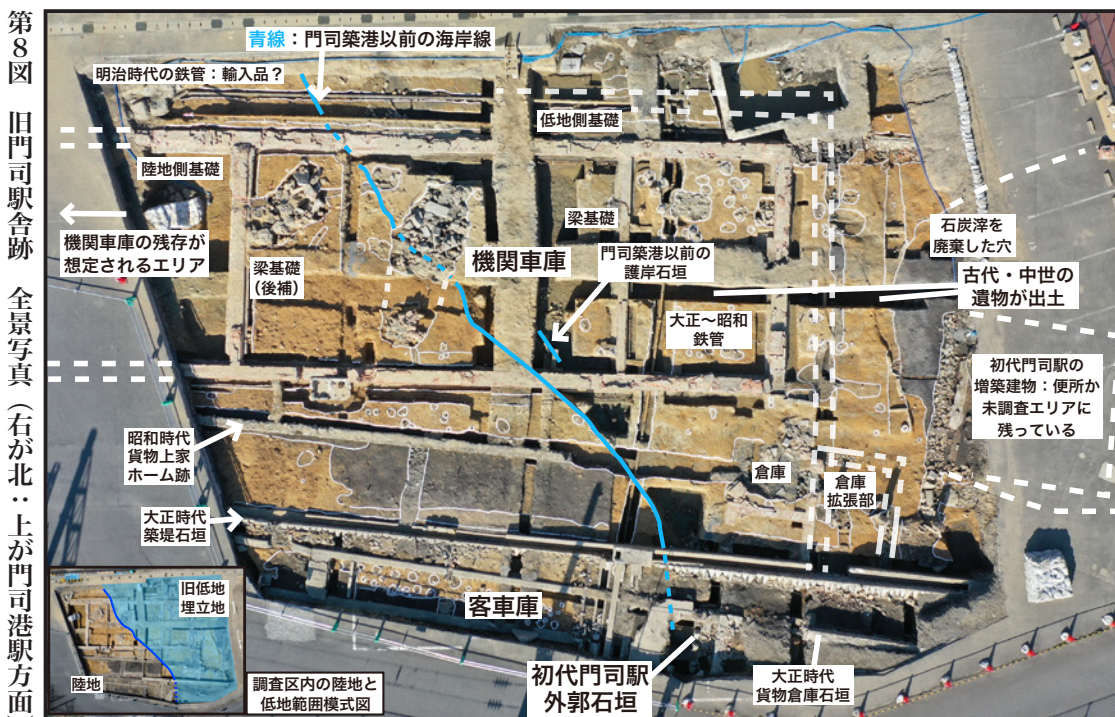 第8図　旧門司駅舎跡　全景写真（右が北：上が門司港駅方面）
青線：門司築港以前の海岸線
明治時代の鉄管：輸入品？
低地側基礎
陸地側基礎
機関車庫の残存が
想定されるエリア
梁基礎
（後補）
梁基礎
機関車庫
門司築港以前の
護岸石垣
石炭滓を
廃棄した穴
古代・中世の
遺物が出土
大正～昭和
鉄管
初代門司駅の
増築建物：便所か
未調査エリアに
残っている
昭和時代
貨物上家
ホーム跡
倉庫
倉庫
拡張部
大正時代
築堤石垣
客車庫
初代門司駅
外郭石垣
大正時代
貨物倉庫石垣
旧低地
埋立地
陸地
調査区内の陸地と
低地範囲模式図